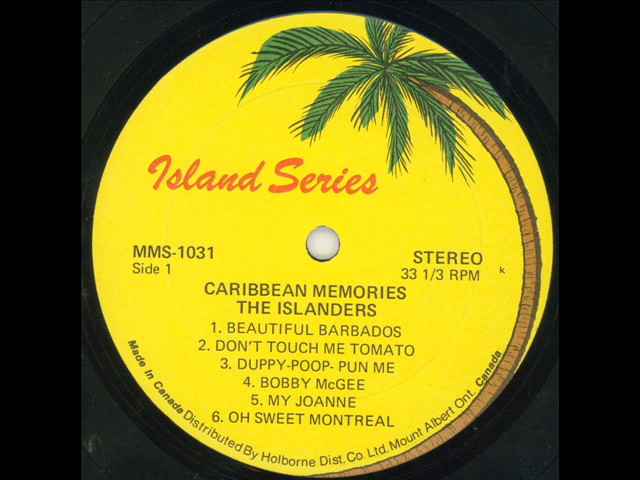 Island Series
MMS-1031
Side 1
STEREO
33 1/3 RPM
k
CARIBBEAN MEMORIES
THE ISLANDERS
1. BEAUTIFUL BARBADOS
2. DON'T TOUCH ME TOMATO
3. DUPPY-POOP- PUN ME
4. BOBBY McGEE
5. MY JOANNE
6. OH SWEET MONTREAL
Made In Canada Distributed By Holborne Dist. Co. Ltd. Mount Albert Ont. Canada